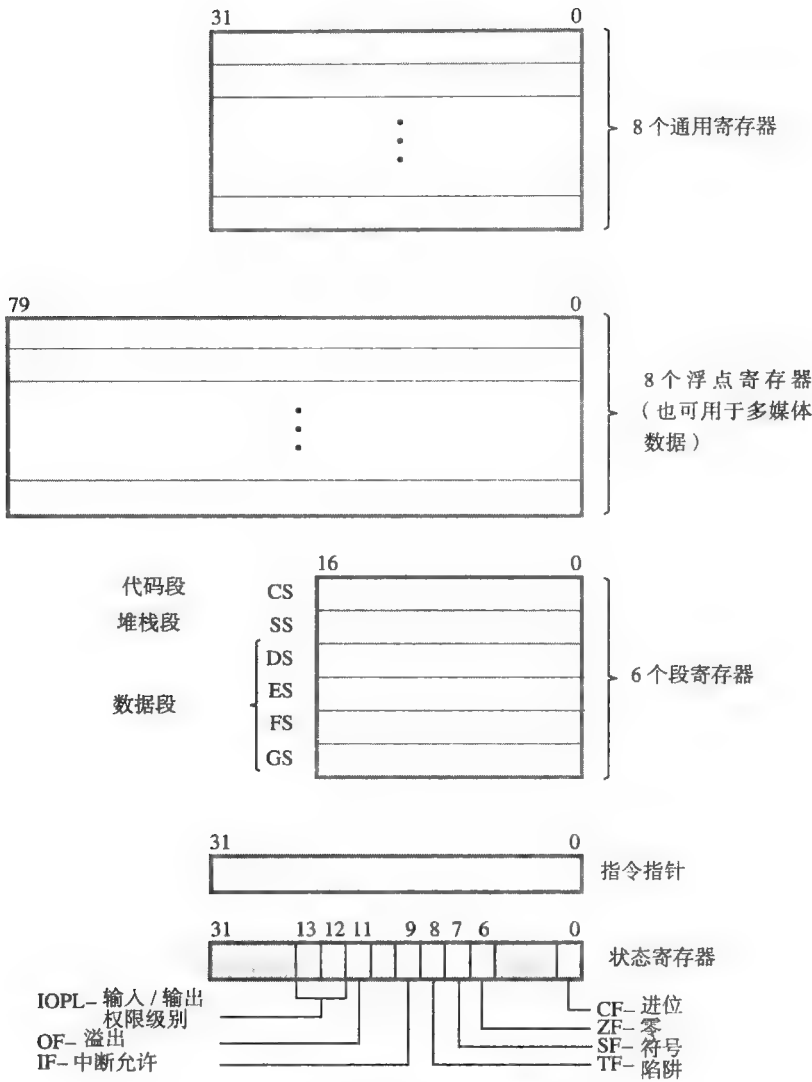 31 0
8个通用寄存器
79 0
8个浮点寄存器
(也可用于多媒体
数据)
16 0
代码段 CS
堆栈段 SS
DS
ES
数据段
FS
GS
6个段寄存器
31 0
指令指针
31 13 12 11 9 8 7 6 0
状态寄存器
IOPL– 输入/输出
权限级别
OF– 溢出
IF– 中断允许
CF– 进位
ZF– 零
SF– 符号
TF– 陷阱